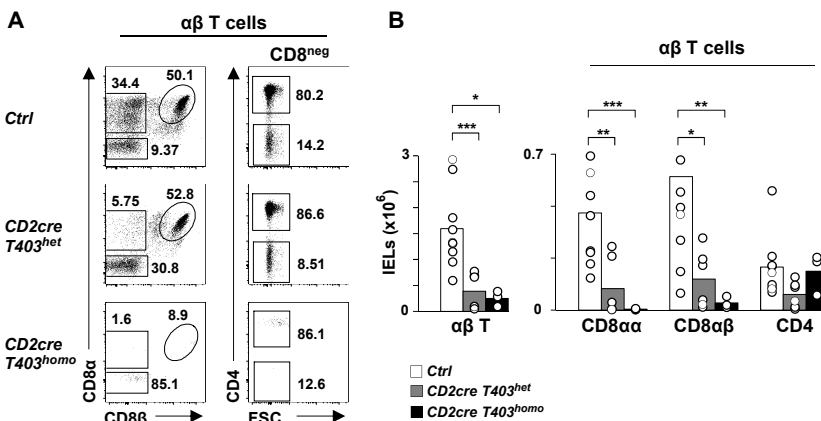 A
αβ T cells
CD8neg
Ctrl
34.4
50.1
9.37
80.2
14.2
CD2cre
T403het
5.75
52.8
30.8
86.6
8.51
CD2cre
T403homo
1.6
8.9
85.1
86.1
12.6
CD8α
CD8β
CD4
FSC
B
αβ T cells
IELs (x10⁶)
3
0
*
***
αβ T
0.7
0
***
**
**
*
CD8αα
CD8αβ
CD4
Ctrl
CD2cre T403het
CD2cre T403homo